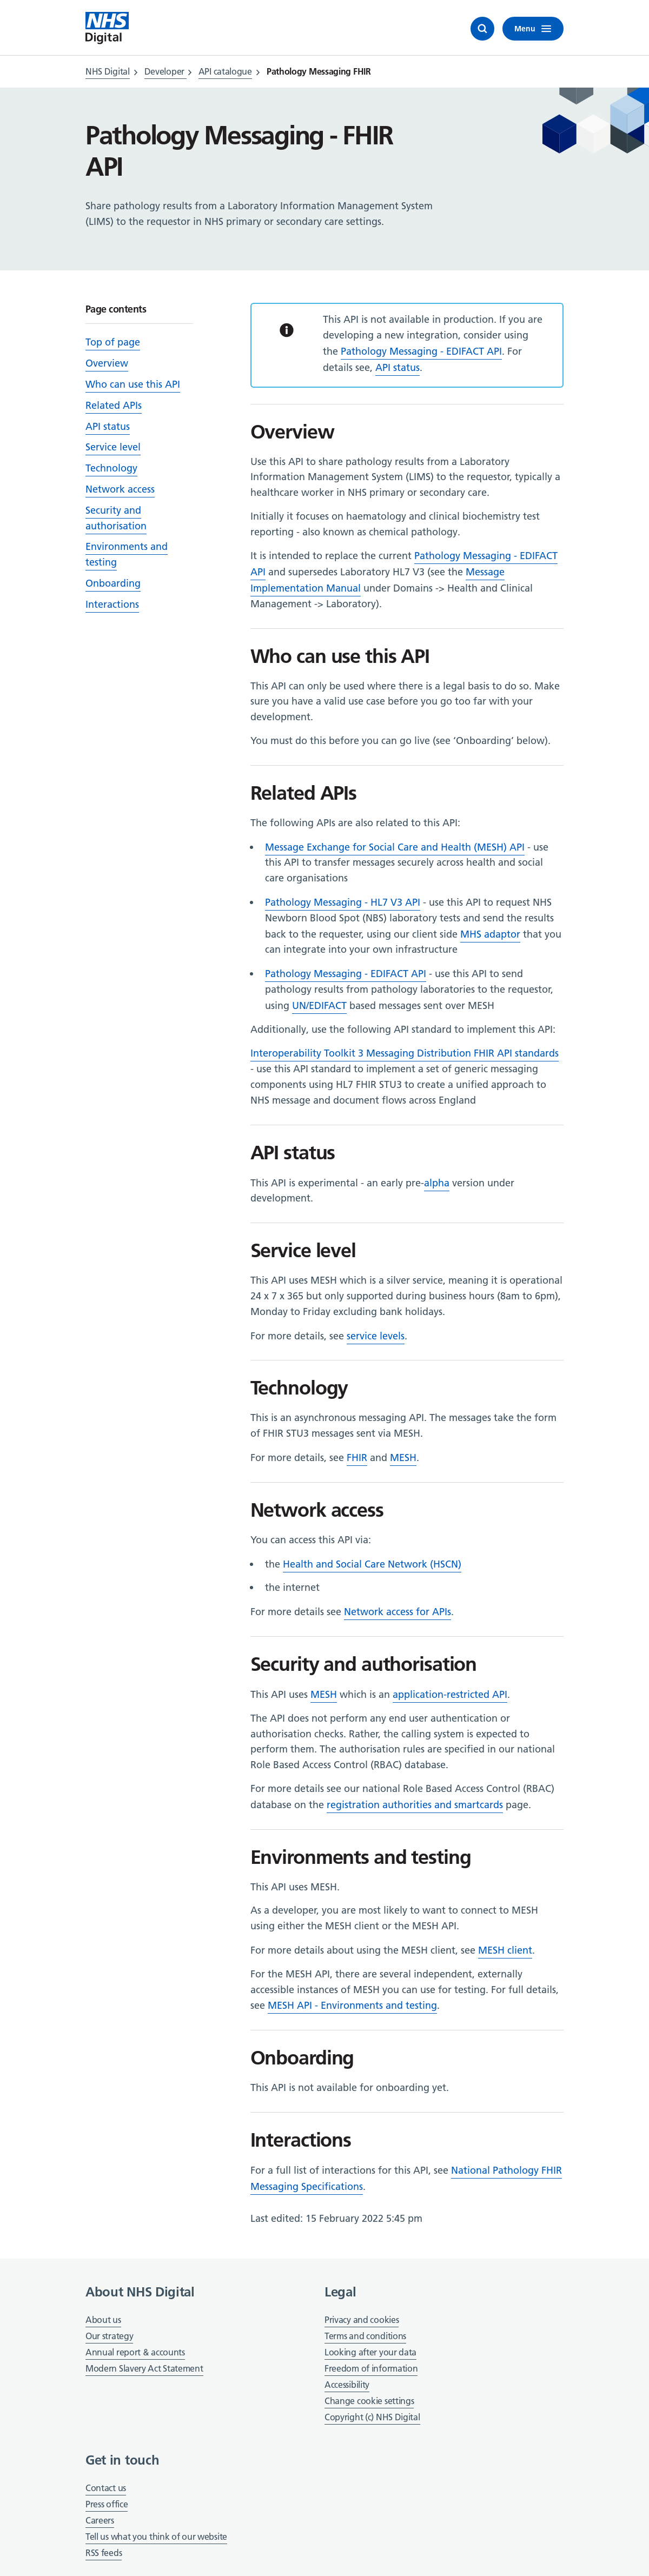 NHS
Digital
Menu
NHS Digital
Developer
API catalogue
Pathology Messaging FHIR
Pathology Messaging - FHIR
API
Share pathology results from a Laboratory Information Management System
(LIMS) to the requestor in NHS primary or secondary care settings.
Page contents
Top of page
Overview
Who can use this API
Related APIs
API status
Service level
Technology
Network access
Security and
authorisation
Environments and
testing
Onboarding
Interactions
This API is not available in production. If you are
developing a new integration, consider using
the Pathology Messaging - EDIFACT API. For
details see, API status.
Overview
Use this API to share pathology results from a Laboratory
Information Management System (LIMS) to the requestor, typically a
healthcare worker in NHS primary or secondary care.
Initially it focuses on haematology and clinical biochemistry test
reporting - also known as chemical pathology.
It is intended to replace the current Pathology Messaging - EDIFACT
API and supersedes Laboratory HL7 V3 (see the Message
Implementation Manual under Domains -> Health and Clinical
Management -> Laboratory).
Who can use this API
This API can only be used where there is a legal basis to do so. Make
sure you have a valid use case before you go too far with your
development.
You must do this before you can go live (see ‘Onboarding’ below).
Related APIs
The following APIs are also related to this API:
Message Exchange for Social Care and Health (MESH) API - use
this API to transfer messages securely across health and social
care organisations
Pathology Messaging - HL7 V3 API - use this API to request NHS
Newborn Blood Spot (NBS) laboratory tests and send the results
back to the requester, using our client side MHS adaptor that you
can integrate into your own infrastructure
Pathology Messaging - EDIFACT API - use this API to send
pathology results from pathology laboratories to the requester,
using UN/EDIFACT based messages sent over MESH
Additionally, use the following API standard to implement this API:
Interoperability Toolkit 3 Messaging Distribution FHIR API standards
- use this API standard to implement a set of generic messaging
components using HL7 FHIR STU3 to create a unified approach to
NHS message and document flows across England
API status
This API is experimental - an early pre-alpha version under
development.
Service level
This API uses MESH which is a silver service, meaning it is operational
24 x 7 x 365 but only supported during business hours (8am to 6pm),
Monday to Friday excluding bank holidays.
For more details, see service levels.
Technology
This is an asynchronous messaging API. The messages take the form
of FHIR STU3 messages sent via MESH.
For more details, see FHIR and MESH.
Network access
You can access this API via:
the Health and Social Care Network (HSCN)
the internet
For more details see Network access for APIs.
Security and authorisation
This API uses MESH which is an application-restricted API.
The API does not perform any end user authentication or
authorisation checks. Rather, the calling system is expected to
perform them. The authorisation rules are specified in our national
Role Based Access Control (RBAC) database.
For more details see our national Role Based Access Control (RBAC)
database on the registration authorities and smartcards page.
Environments and testing
This API uses MESH.
As a developer, you are most likely to want to connect to MESH
using either the MESH client or the MESH API.
For more details about using the MESH client, see MESH client.
For the MESH API, there are several independent, externally
accessible instances of MESH you can use for testing. For full details,
see MESH API - Environments and testing.
Onboarding
This API is not available for onboarding yet.
Interactions
For a full list of interactions for this API, see National Pathology FHIR
Messaging Specifications.
Last edited: 15 February 2022 5:45 pm
About NHS Digital
About us
Our strategy
Annual report & accounts
Modern Slavery Act Statement
Legal
Privacy and cookies
Terms and conditions
Looking after your data
Freedom of information
Accessibility
Change cookie settings
Copyright (c) NHS Digital
Get in touch
Contact us
Press office
Careers
Tell us what you think of our website
RSS feeds